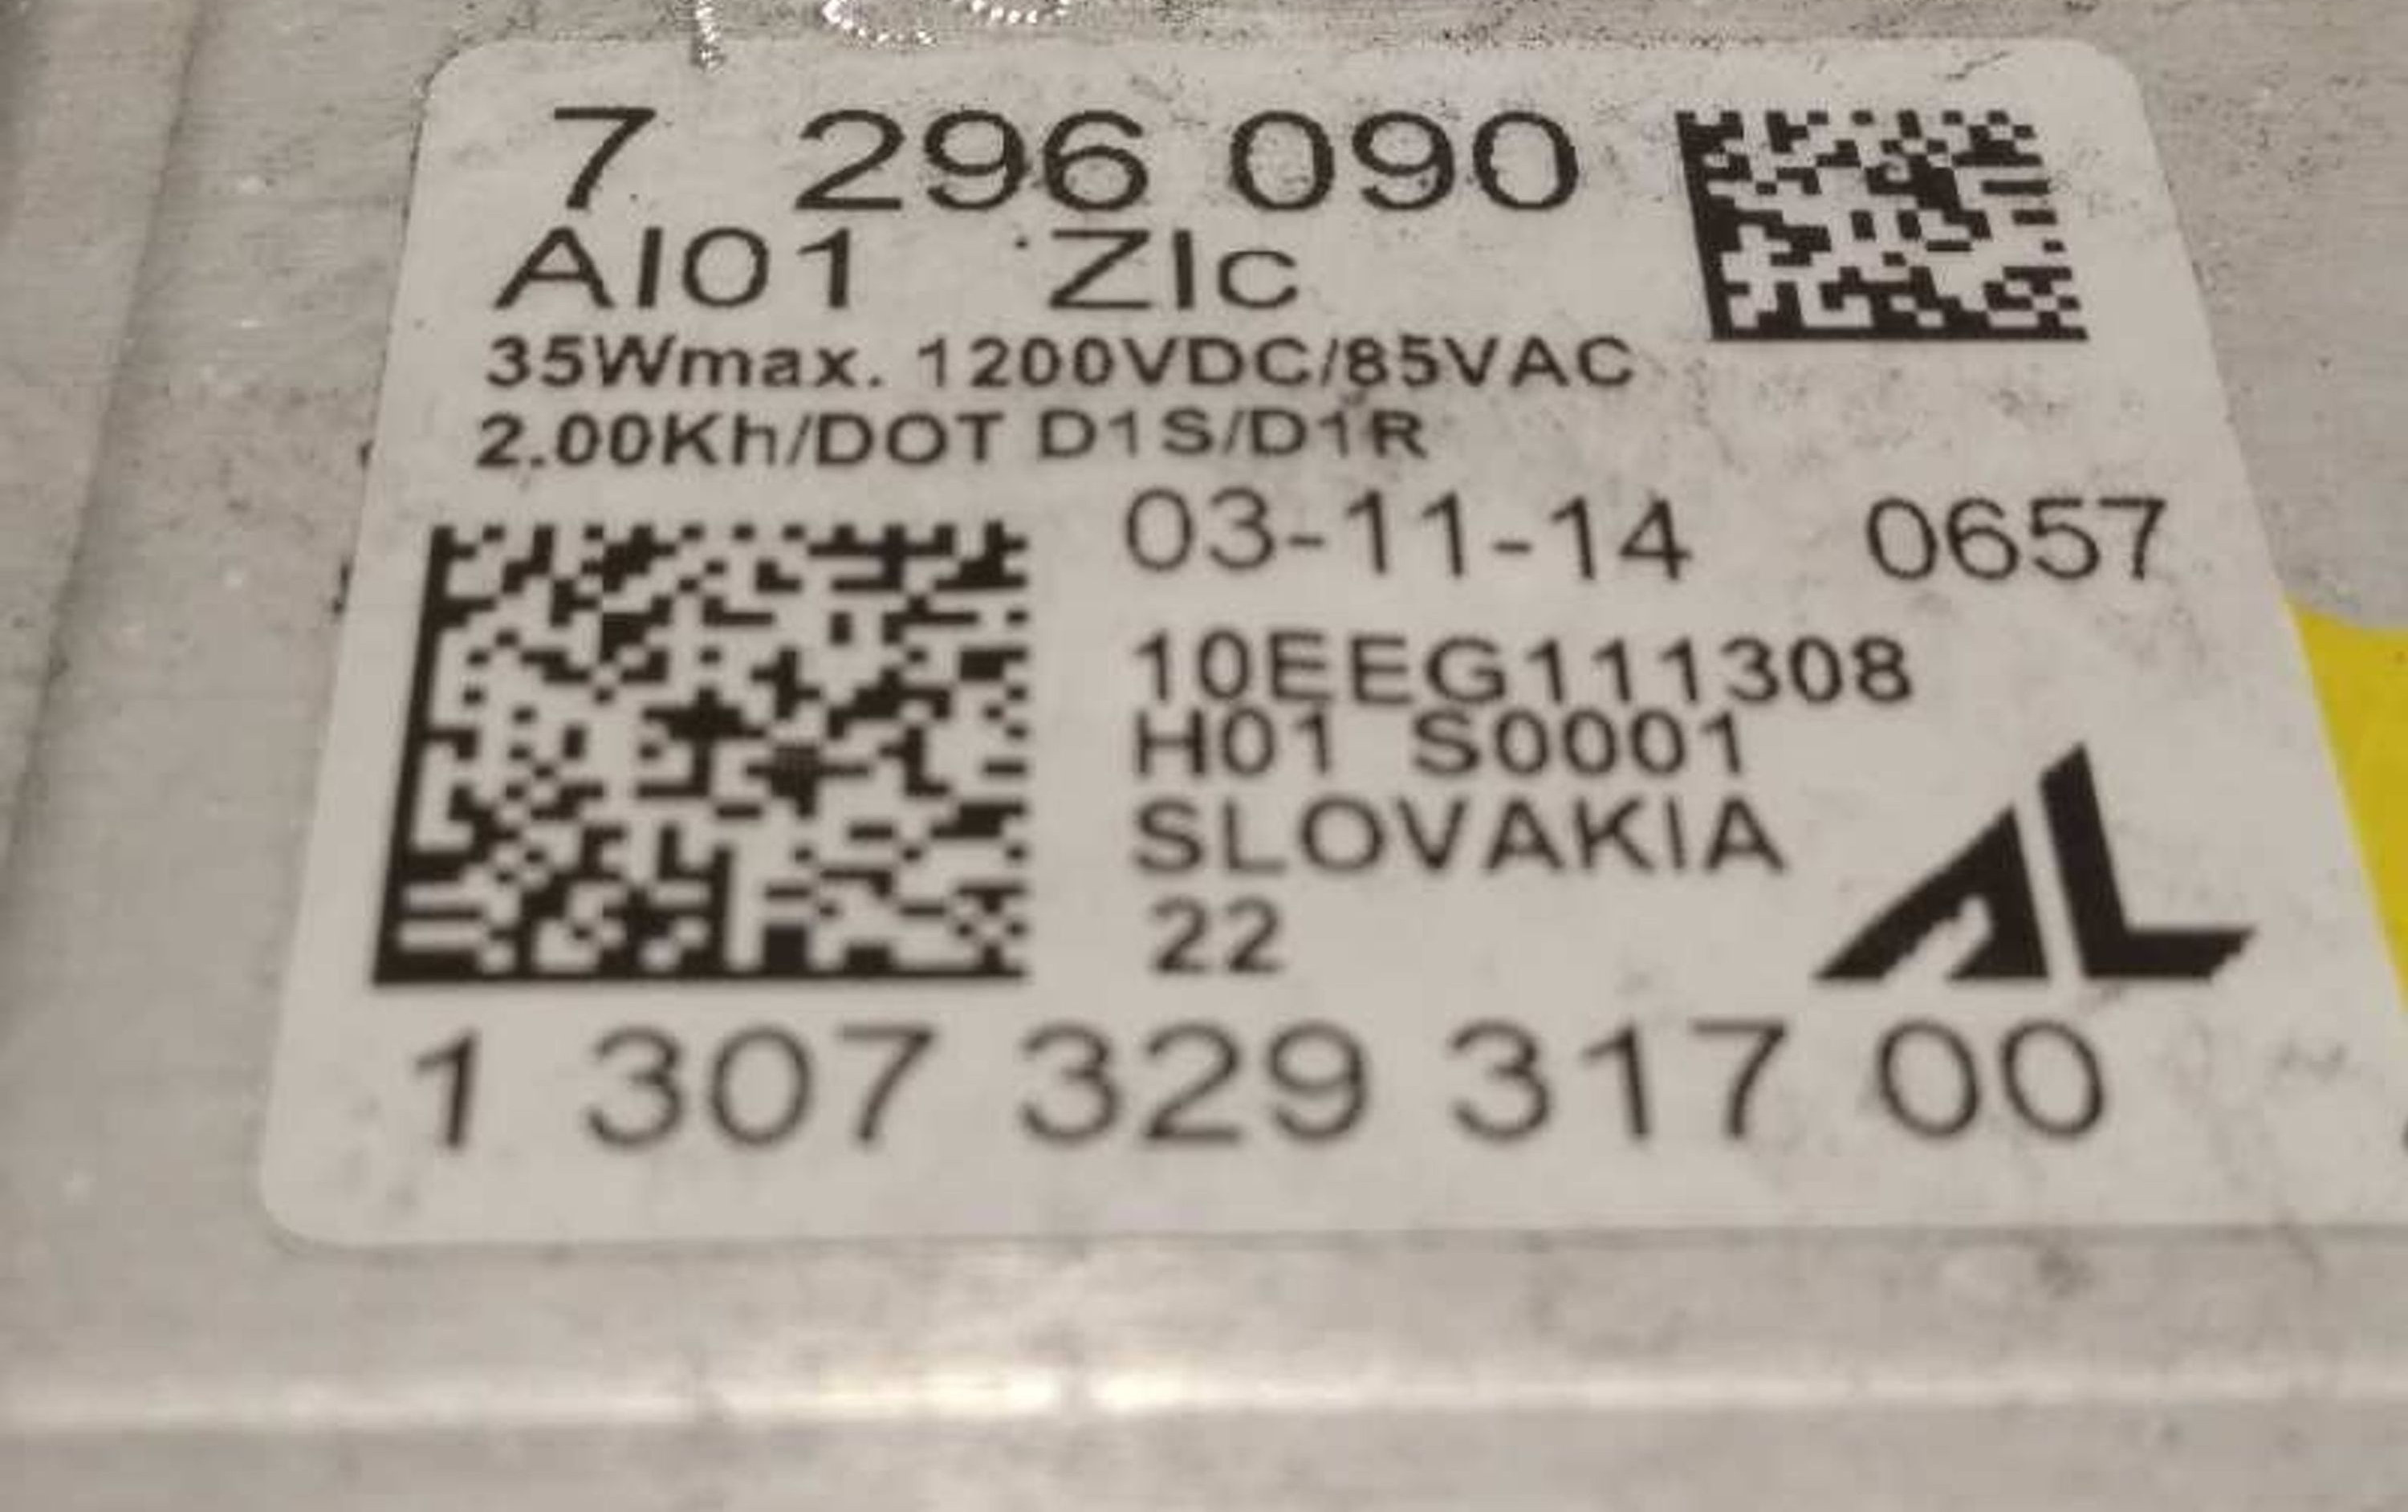 7 296 090
AI01 ZIc
35Wmax. 1200VDC/85VAC
2.00Kh/DOT D1S/D1R
03-11-14 0657
10EEG111308
H01 S0001
SLOVAKIA
22
AL
1 307 329 317 00